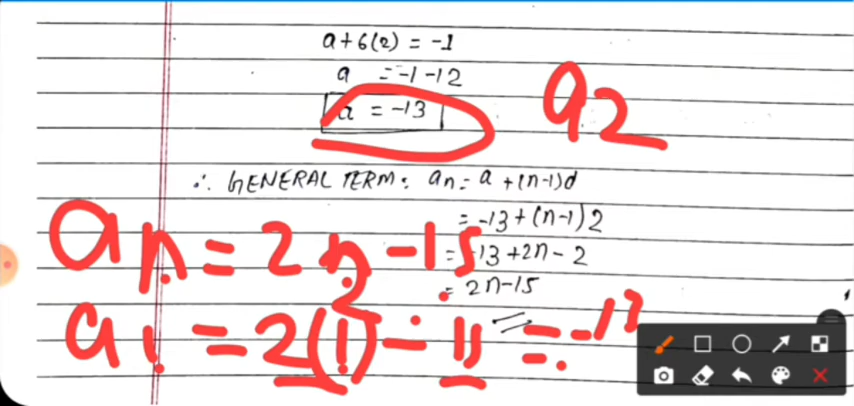 a+6(2) = -1
a = -1-12
a = -13
a2
∴ GENERAL TERM: an = a + (n-1)d
= -13+(n-1)2
= -13+2n-2
= 2n-15
an = 2n-15
a1 = 2(1) - 15 = -13